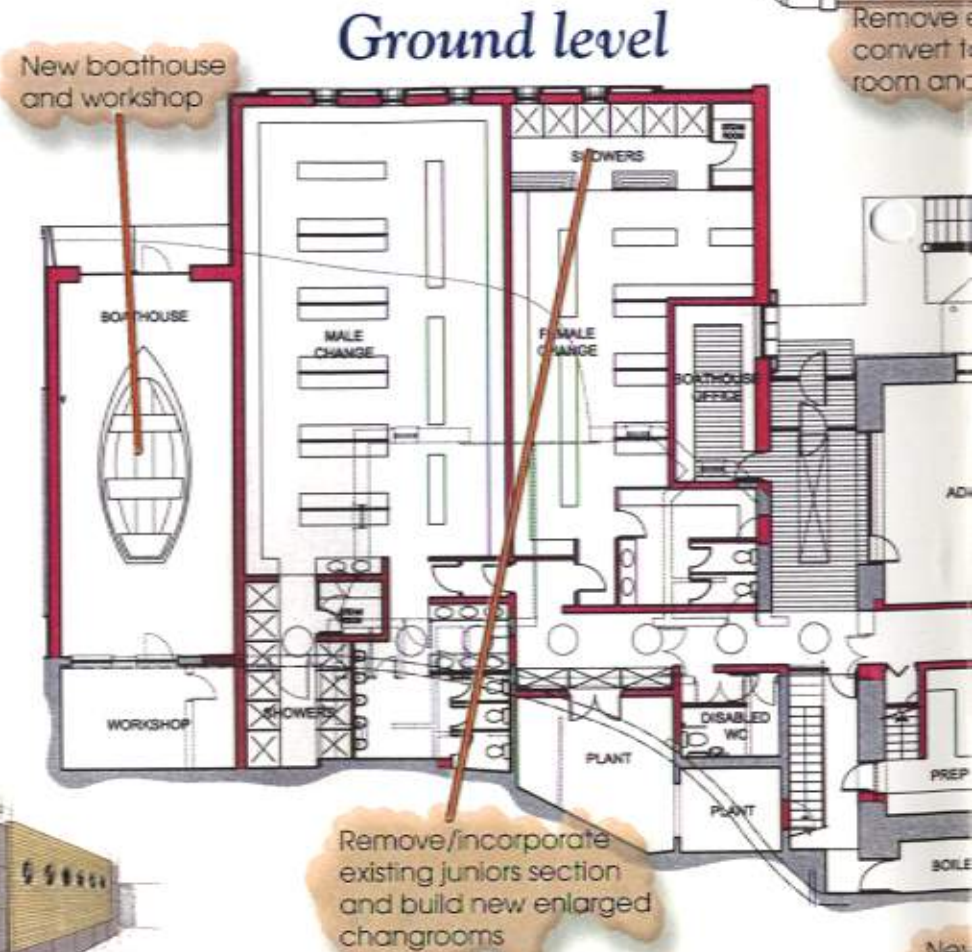 Ground level
New boathouse
and workshop
Remove
convert
room and
SHOWERS
BOATHOUSE
MALE
CHANGE
FEMALE
CHANGE
BOATHOUSE
OFFICE
WORKSHOP
SHOWERS
PLANT
DISABLED
WC
PLANT
PREP
Remove/incorporate
existing juniors section
and build new enlarged
changrooms